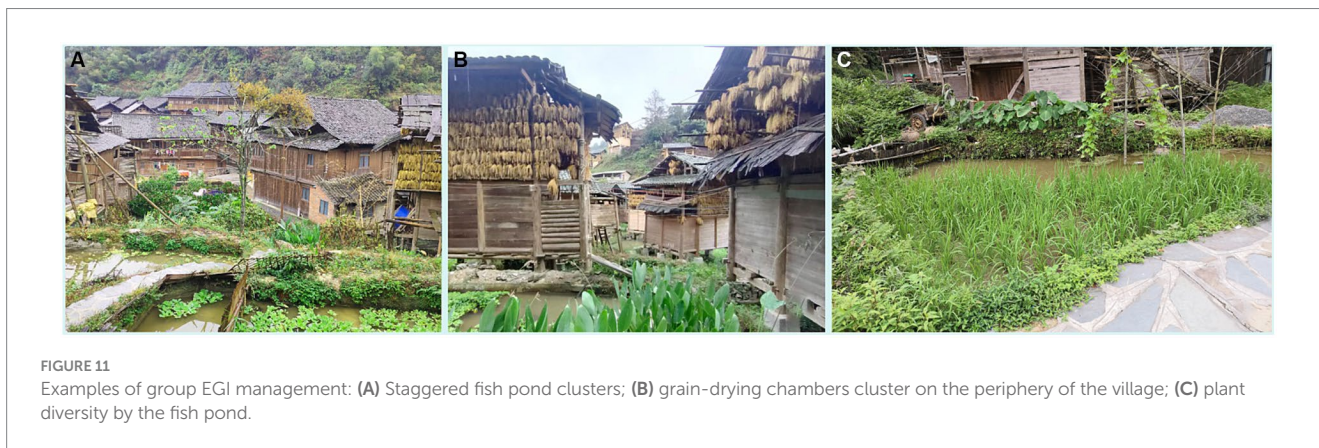 A
B
C
FIGURE 11
Examples of group EGI management: (A) Staggered fish pond clusters; (B) grain-drying chambers cluster on the periphery of the village; (C) plant
diversity by the fish pond.